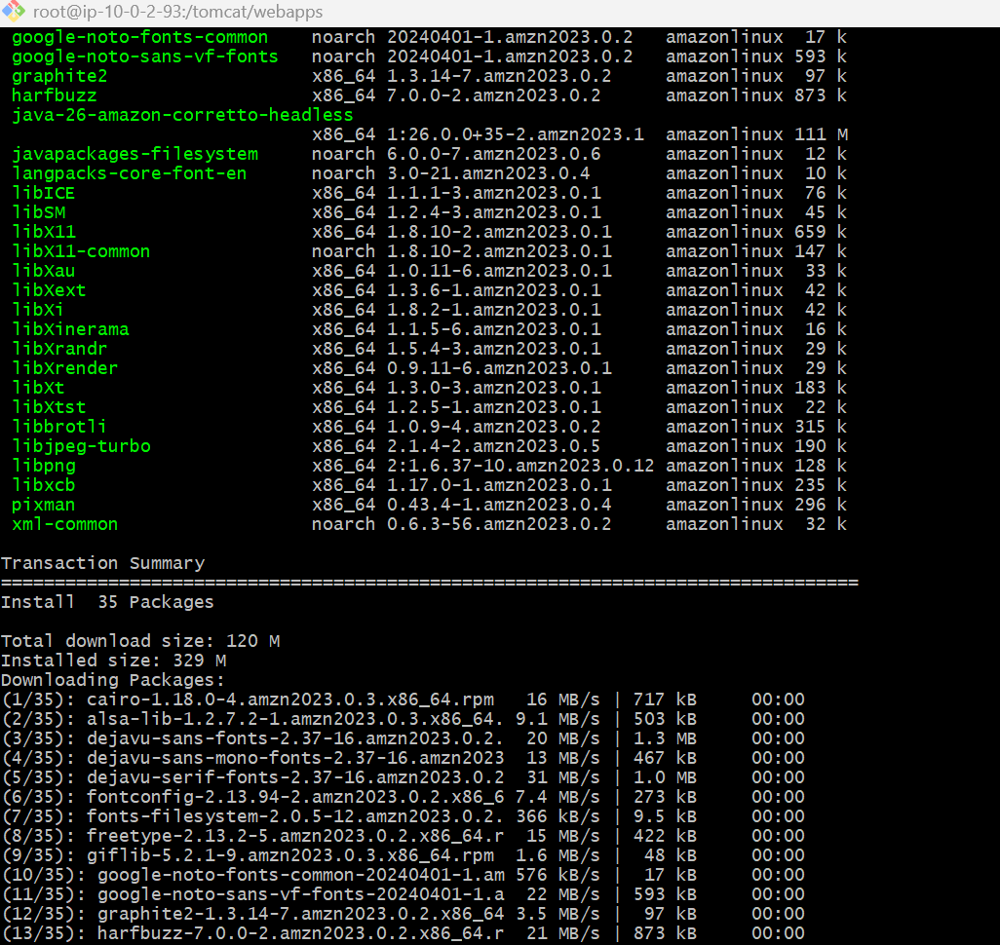 root@ip-10-0-2-93:/tomcat/webapps
google-noto-fonts-common noarch 20240401-1.amzn2023.0.2 amazonlinux 17 k
google-noto-sans-vf-fonts noarch 20240401-1.amzn2023.0.2 amazonlinux 593 k
graphite2 x86_64 1.3.14-7.amzn2023.0.2 amazonlinux 97 k
harfbuzz x86_64 7.0.0-2.amzn2023.0.2 amazonlinux 873 k
java-26-amazon-corretto-headless
x86_64 1:26.0.0+35-2.amzn2023.1 amazonlinux 111 M
javapackages-filesystem noarch 6.0.0-7.amzn2023.0.6 amazonlinux 12 k
langpacks-core-font-en noarch 3.0-21.amzn2023.0.4 amazonlinux 10 k
libICE x86_64 1.1.1-3.amzn2023.0.1 amazonlinux 76 k
libSM x86_64 1.2.4-3.amzn2023.0.1 amazonlinux 45 k
libX11 x86_64 1.8.10-2.amzn2023.0.1 amazonlinux 659 k
libX11-common noarch 1.8.10-2.amzn2023.0.1 amazonlinux 147 k
libXau x86_64 1.0.11-6.amzn2023.0.1 amazonlinux 33 k
libXext x86_64 1.3.6-1.amzn2023.0.1 amazonlinux 42 k
libXi x86_64 1.8.2-1.amzn2023.0.1 amazonlinux 42 k
libXinerama x86_64 1.1.5-6.amzn2023.0.1 amazonlinux 16 k
libXrandr x86_64 1.5.4-3.amzn2023.0.1 amazonlinux 29 k
libXrender x86_64 0.9.11-6.amzn2023.0.1 amazonlinux 29 k
libXt x86_64 1.3.0-3.amzn2023.0.1 amazonlinux 183 k
libXtst x86_64 1.2.5-1.amzn2023.0.1 amazonlinux 22 k
libbrotli x86_64 1.0.9-4.amzn2023.0.2 amazonlinux 315 k
libjpeg-turbo x86_64 2.1.4-2.amzn2023.0.5 amazonlinux 190 k
libpng x86_64 2:1.6.37-10.amzn2023.0.12 amazonlinux 128 k
libxcb x86_64 1.17.0-1.amzn2023.0.1 amazonlinux 235 k
pixman x86_64 0.43.4-1.amzn2023.0.4 amazonlinux 296 k
xml-common noarch 0.6.3-56.amzn2023.0.2 amazonlinux 32 k
Transaction Summary
================================================================================
Install 35 Packages
Total download size: 120 M
Installed size: 329 M
Downloading Packages:
(1/35): cairo-1.18.0-4.amzn2023.0.3.x86_64.rpm 16 MB/s | 717 kB 00:00
(2/35): alsa-lib-1.2.7.2-1.amzn2023.0.3.x86_64. 9.1 MB/s | 503 kB 00:00
(3/35): dejavu-sans-fonts-2.37-16.amzn2023.0.2. 20 MB/s | 1.3 MB 00:00
(4/35): dejavu-sans-mono-fonts-2.37-16.amzn2023 13 MB/s | 467 kB 00:00
(5/35): dejavu-serif-fonts-2.37-16.amzn2023.0.2 31 MB/s | 1.0 MB 00:00
(6/35): fontconfig-2.13.94-2.amzn2023.0.2.x86_6 7.4 MB/s | 273 kB 00:00
(7/35): fonts-filesystem-2.0.5-12.amzn2023.0.2. 366 kB/s | 9.5 kB 00:00
(8/35): freetype-2.13.2-5.amzn2023.0.2.x86_64.r 15 MB/s | 422 kB 00:00
(9/35): giflib-5.2.1-9.amzn2023.0.3.x86_64.rpm 1.6 MB/s | 48 kB 00:00
(10/35): google-noto-fonts-common-20240401-1.am 576 kB/s | 17 kB 00:00
(11/35): google-noto-sans-vf-fonts-20240401-1.a 22 MB/s | 593 kB 00:00
(12/35): graphite2-1.3.14-7.amzn2023.0.2.x86_64 3.5 MB/s | 97 kB 00:00
(13/35): harfbuzz-7.0.0-2.amzn2023.0.2.x86_64.r 21 MB/s | 873 kB 00:00